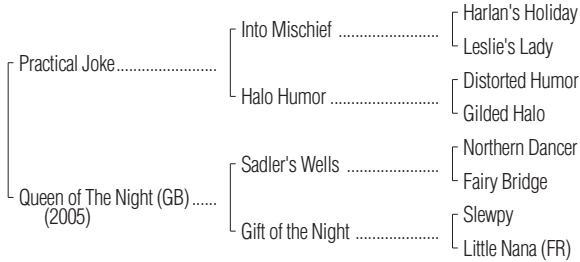 Harlan's Holiday
Into Mischief ......................
Leslie's Lady
Practical Joke......................
Distorted Humor
Halo Humor ........................
Gilded Halo
Northern Dancer
Sadler's Wells ....................
Fairy Bridge
Queen of The Night (GB)......
(2005)
Slewpy
Gift of the Night ..................
Little Nana (FR)